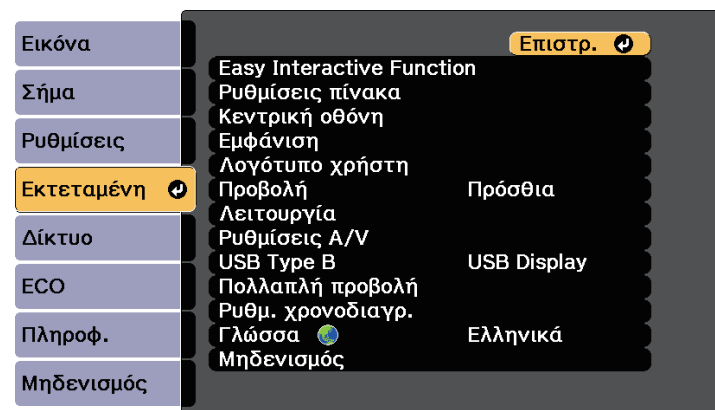 Εικόνα
Σήμα
Ρυθμίσεις
Εκτεταμένη
Δίκτυο
ECO
Πληροφ.
Μηδενισμός
Επιστρ.
Easy Interactive Function
Ρυθμίσεις πίνακα
Κεντρική οθόνη
Εμφάνιση
Λογότυπο χρήστη
Προβολή Πρόσθια
Λειτουργία
Ρυθμίσεις A/V
USB Type B USB Display
Πολλαπλή προβολή
Ρυθμ. χρονοδιαγρ.
Γλώσσα Ελληνικά
Μηδενισμός